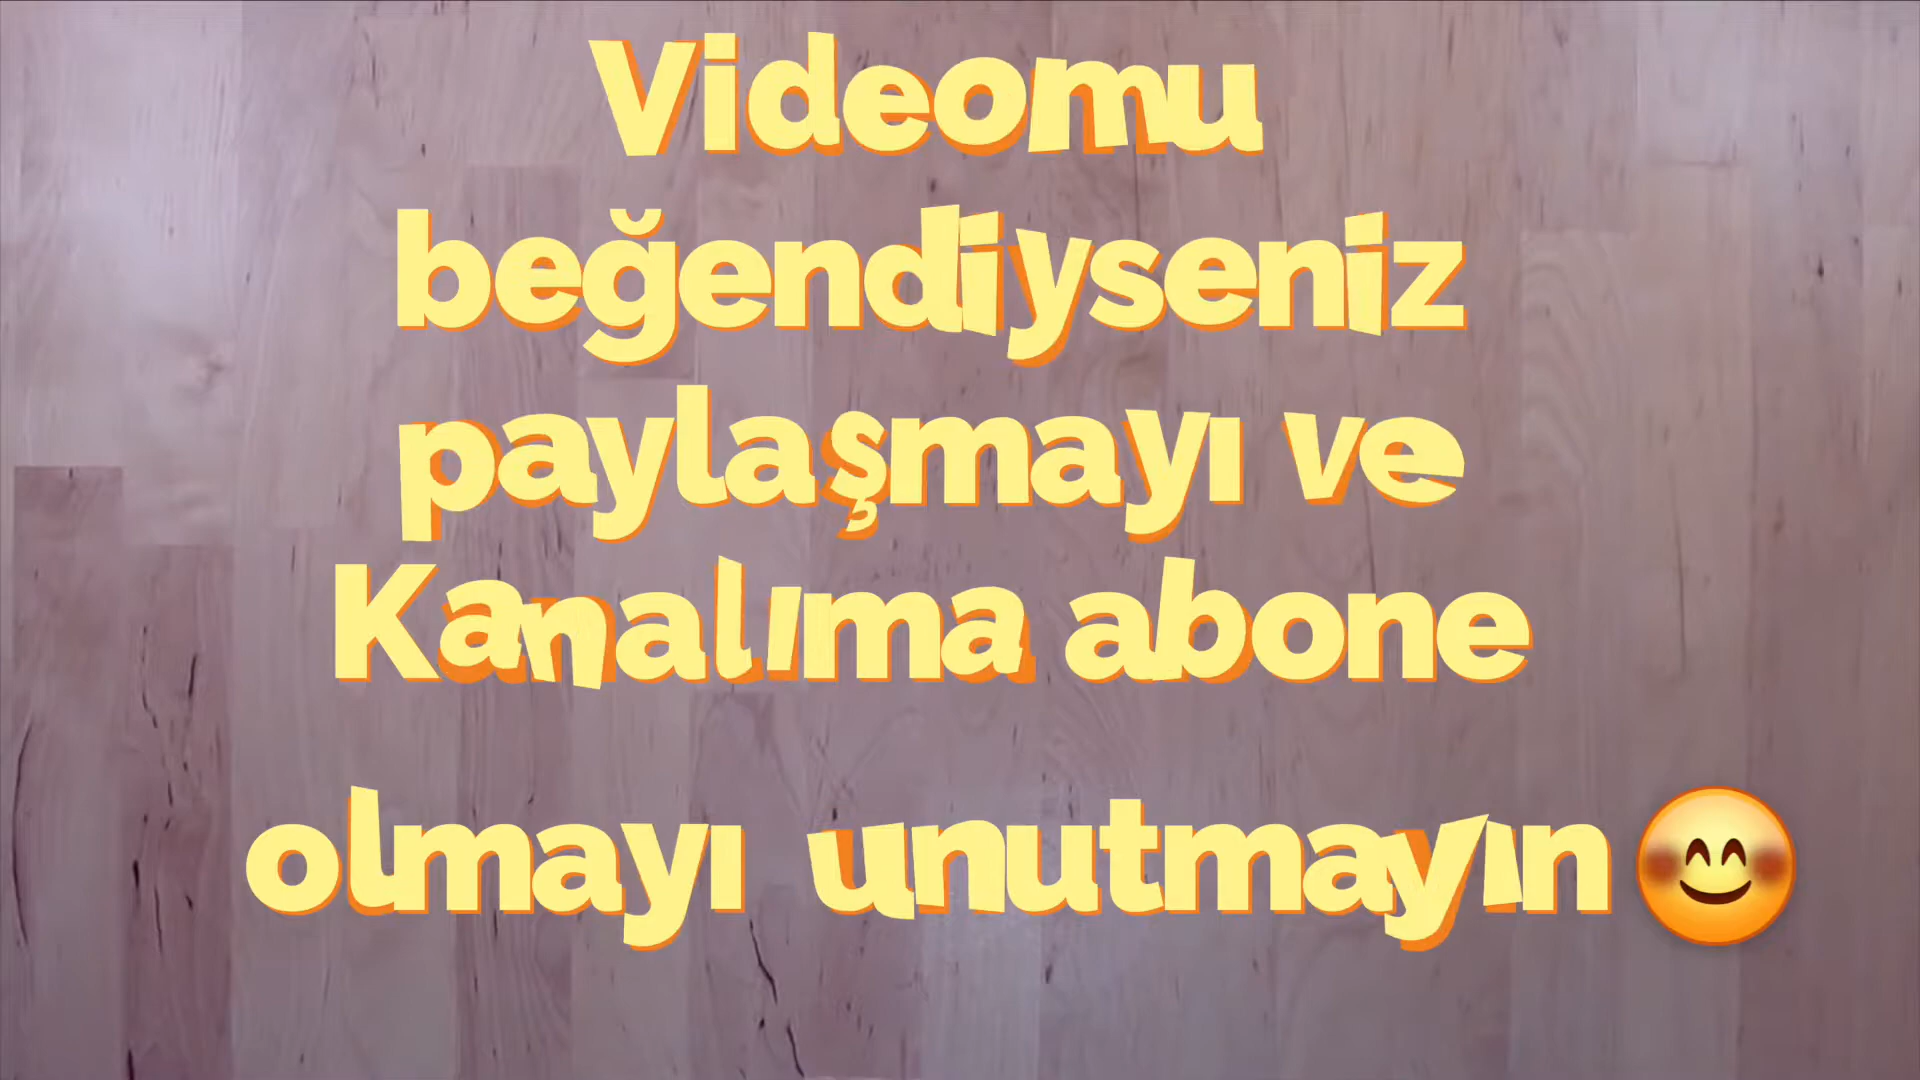 Videomu
beğendiyseniz
paylaşmayı ve
Kanalıma abone
olmayı unutmayın😊